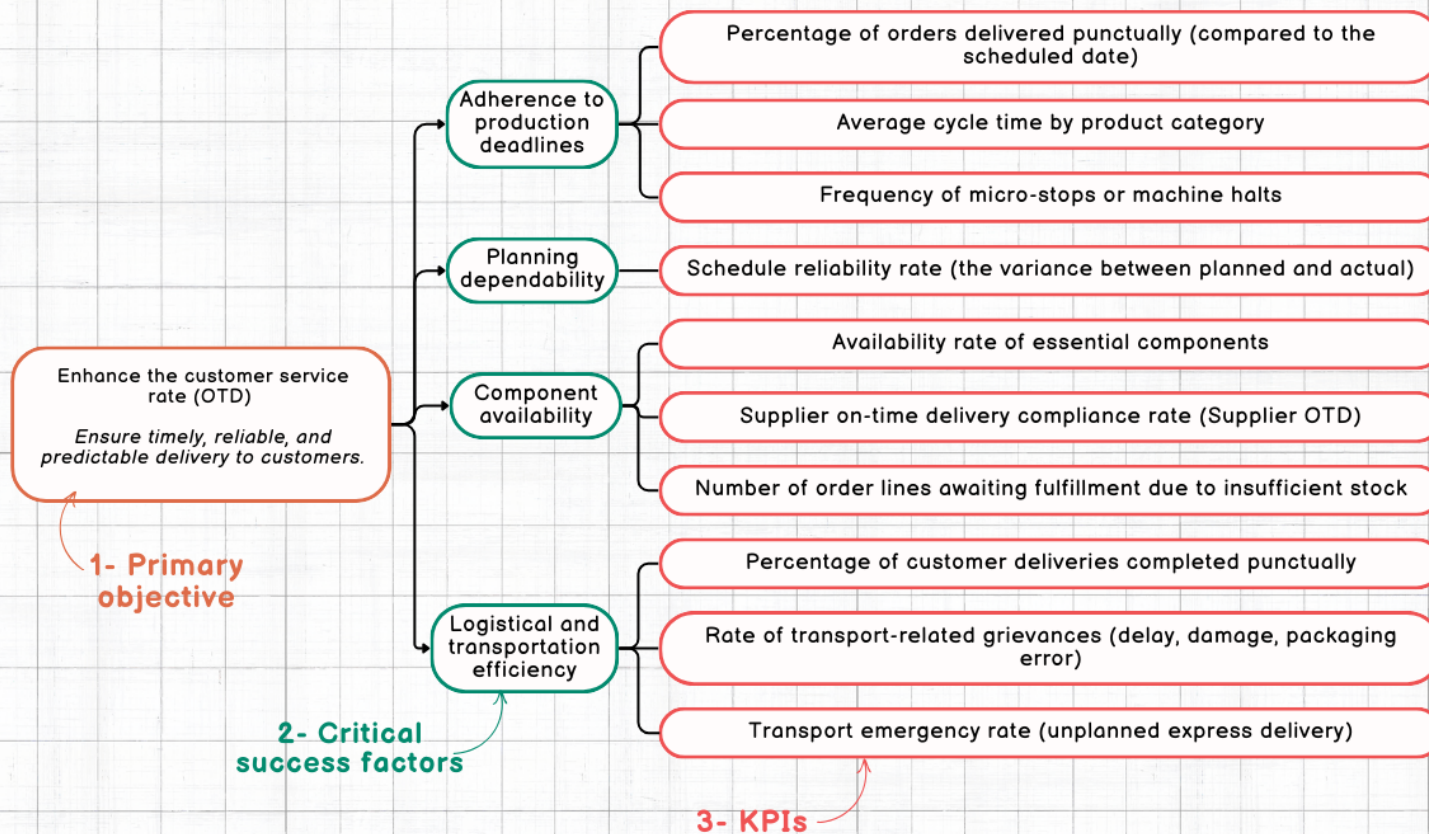 Percentage of orders delivered punctually (compared to the
scheduled date)
Adherence to
production
deadlines
Average cycle time by product category
Frequency of micro-stops or machine halts
Planning
dependability
Schedule reliability rate (the variance between planned and actual)
Enhance the customer service
rate (OTD)
Ensure timely, reliable, and
predictable delivery to customers.
1- Primary
objective
Component
availability
Availability rate of essential components
Supplier on-time delivery compliance rate (Supplier OTD)
Number of order lines awaiting fulfillment due to insufficient stock
Logistical and
transportation
efficiency
Percentage of customer deliveries completed punctually
Rate of transport-related grievances (delay, damage, packaging
error)
Transport emergency rate (unplanned express delivery)
2- Critical
success factors
3- KPIs